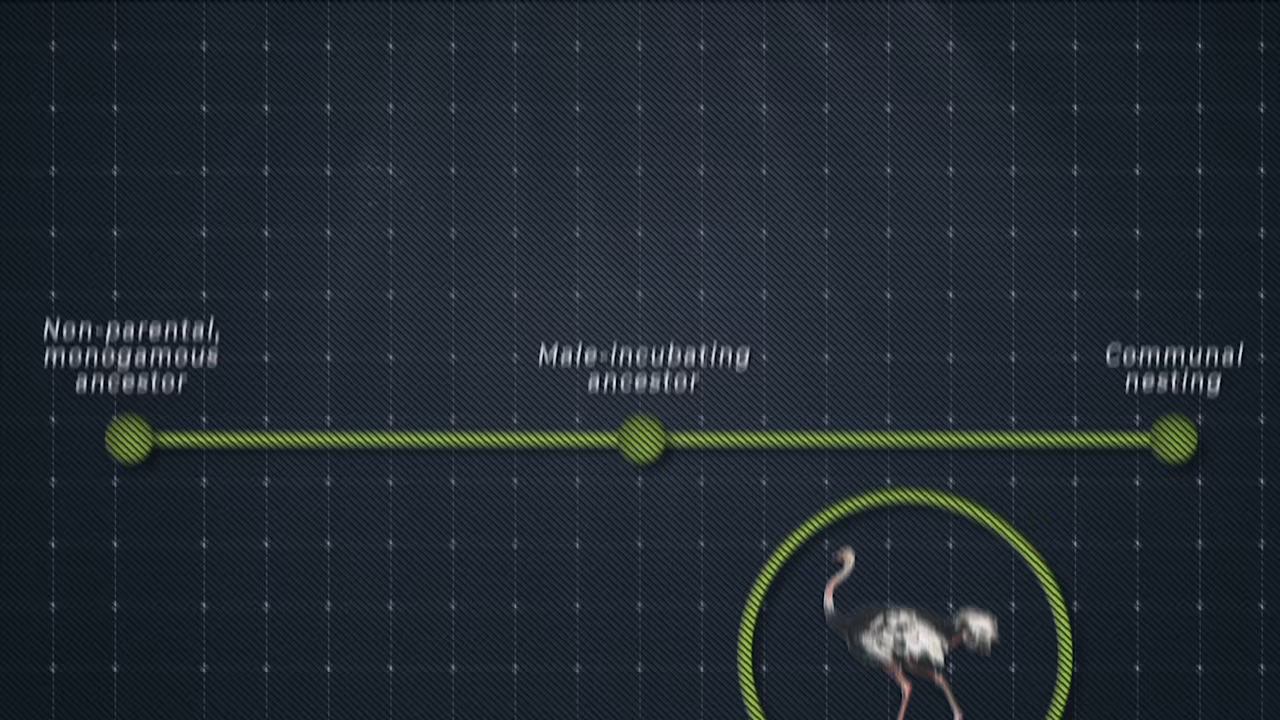 Non-parental,
monogamous
ancestor
Male-incubating
ancestor
Communal
nesting